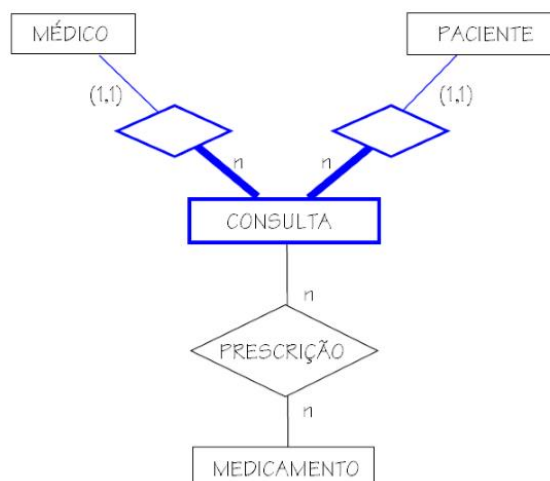 MÉDICO
PACIENTE
(1,1)
(1,1)
n
n
CONSULTA
n
PRESCRIÇÃO
n
MEDICAMENTO